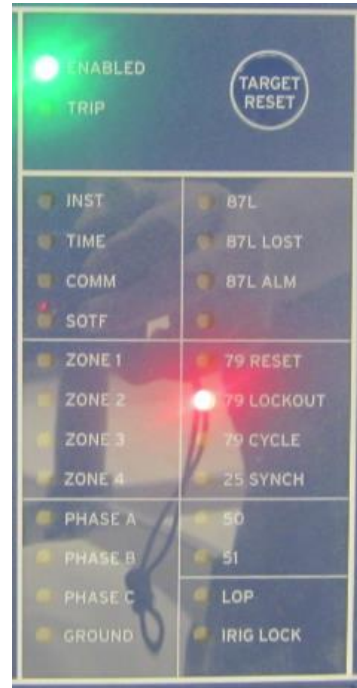 ENABLED
TRIP
TARGET
RESET
INST
TIME
COMM
SOTF
87L
87L LOST
87L ALM
ZONE 1
ZONE 2
ZONE 3
ZONE 4
79 RESET
79 LOCKOUT
79 CYCLE
25 SYNCH
PHASE A
PHASE B
PHASE C
GROUND
50
51
LOP
IRIG LOCK